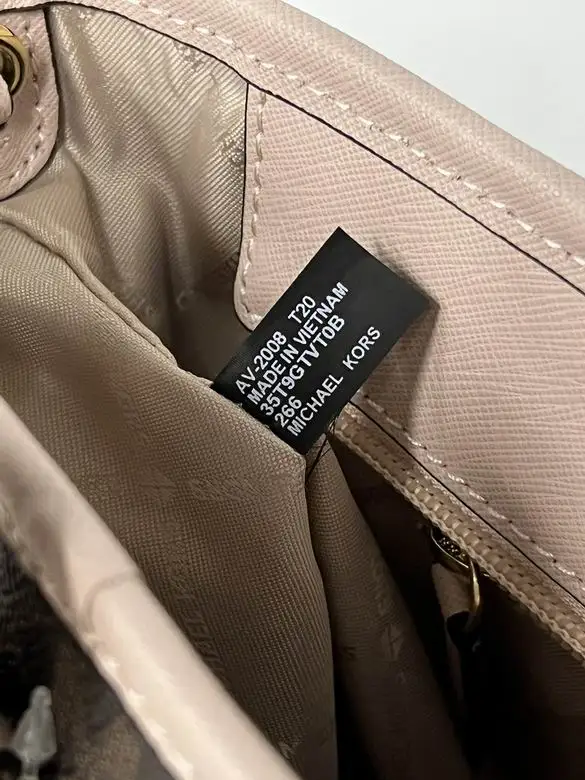 AV-2008 T20
MADE IN VIETNAM
35T9GTVT0B
266
MICHAEL KORS